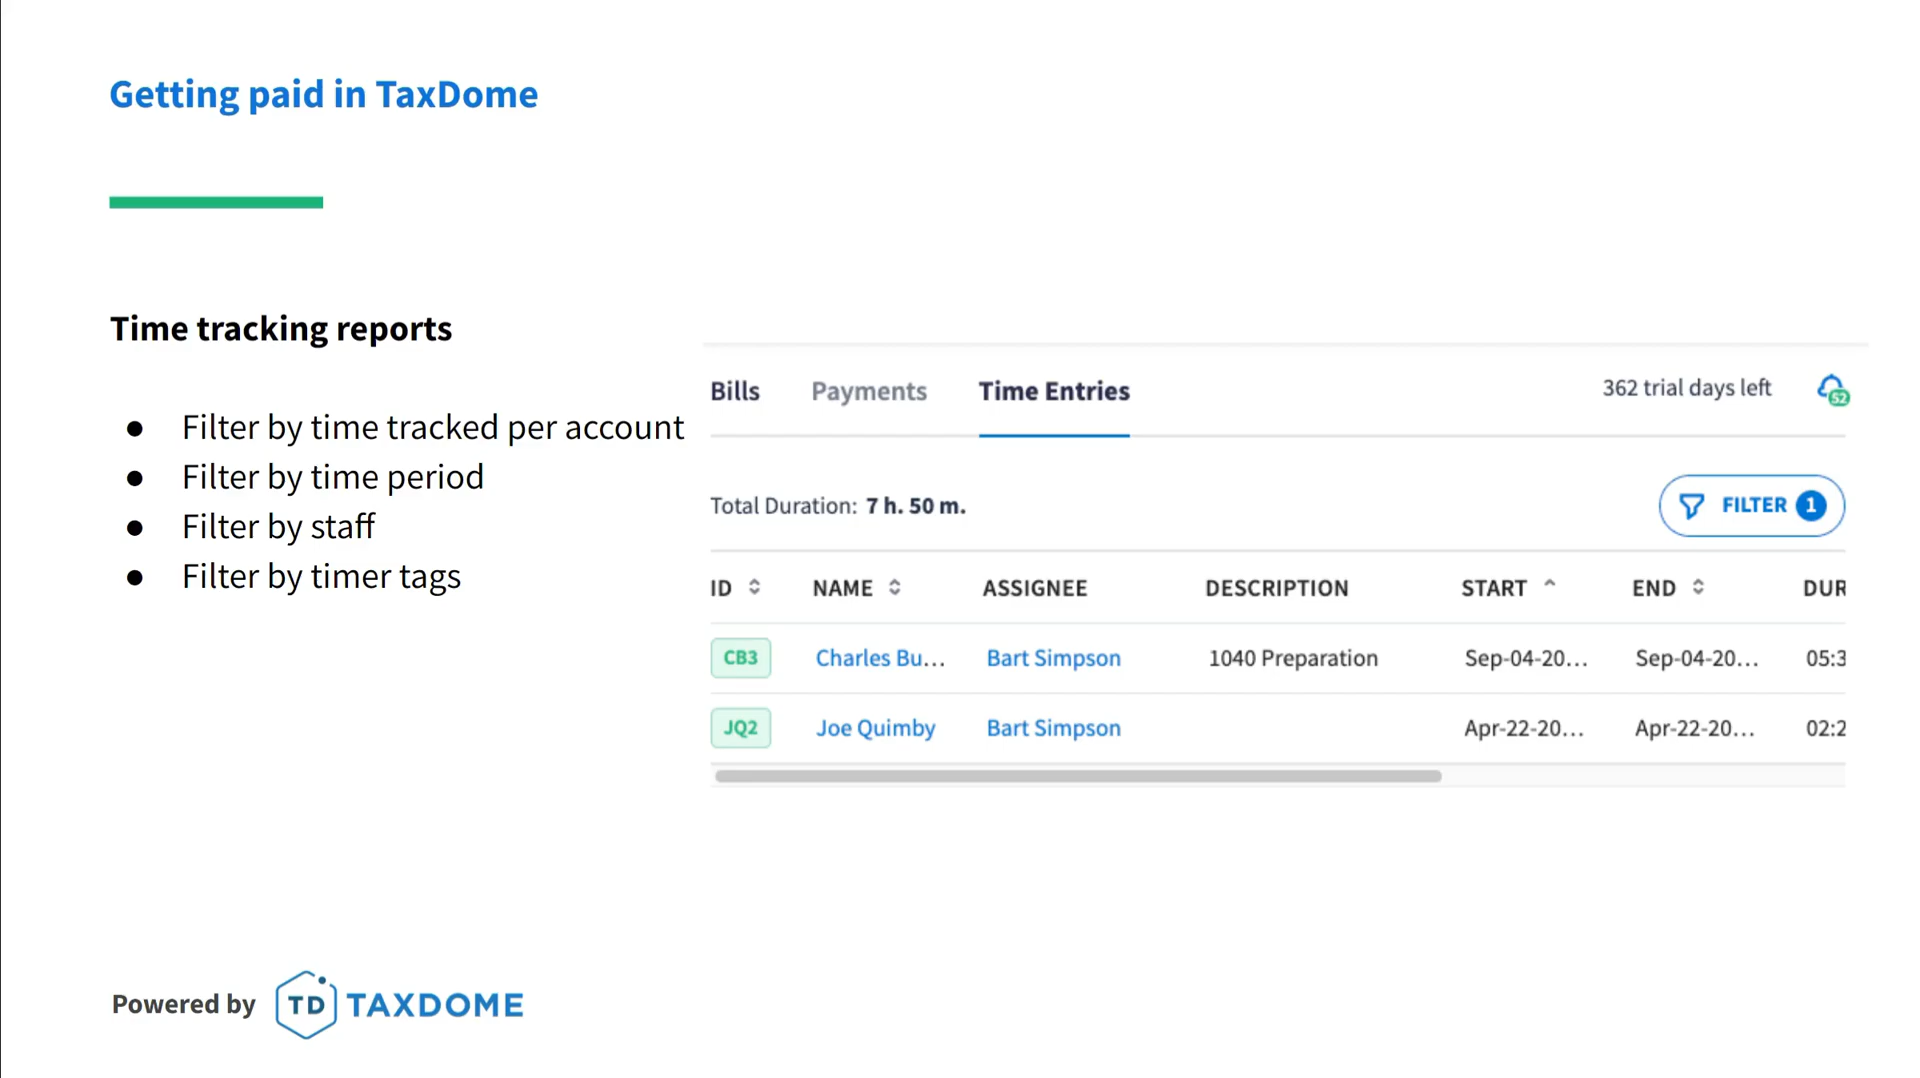 Getting paid in TaxDome
Time tracking reports
● Filter by time tracked per account
● Filter by time period
● Filter by staff
● Filter by timer tags
Bills Payments Time Entries 362 trial days left 52
Total Duration: 7 h. 50 m. FILTER 1
ID NAME ASSIGNEE DESCRIPTION START END DUR
CB3 Charles Bu... Bart Simpson 1040 Preparation Sep-04-20... Sep-04-20... 05:3
JQ2 Joe Quimby Bart Simpson Apr-22-20... Apr-22-20... 02:2
Powered by TD TAXDOME